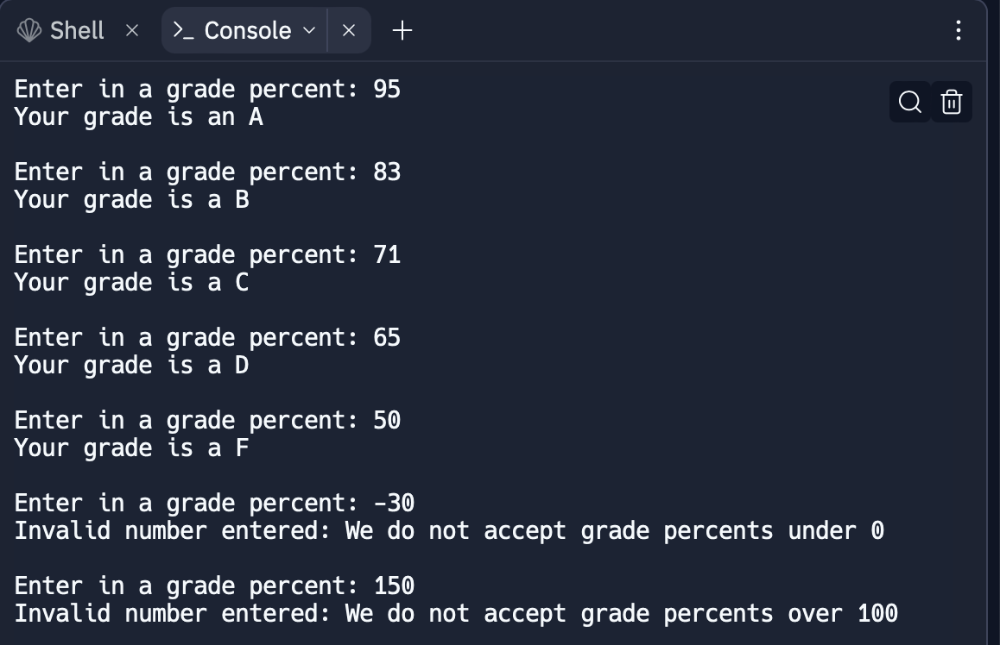 Shell
>_ Console
Enter in a grade percent: 95
Your grade is an A
Enter in a grade percent: 83
Your grade is a B
Enter in a grade percent: 71
Your grade is a C
Enter in a grade percent: 65
Your grade is a D
Enter in a grade percent: 50
Your grade is a F
Enter in a grade percent: -30
Invalid number entered: We do not accept grade percents under 0
Enter in a grade percent: 150
Invalid number entered: We do not accept grade percents over 100